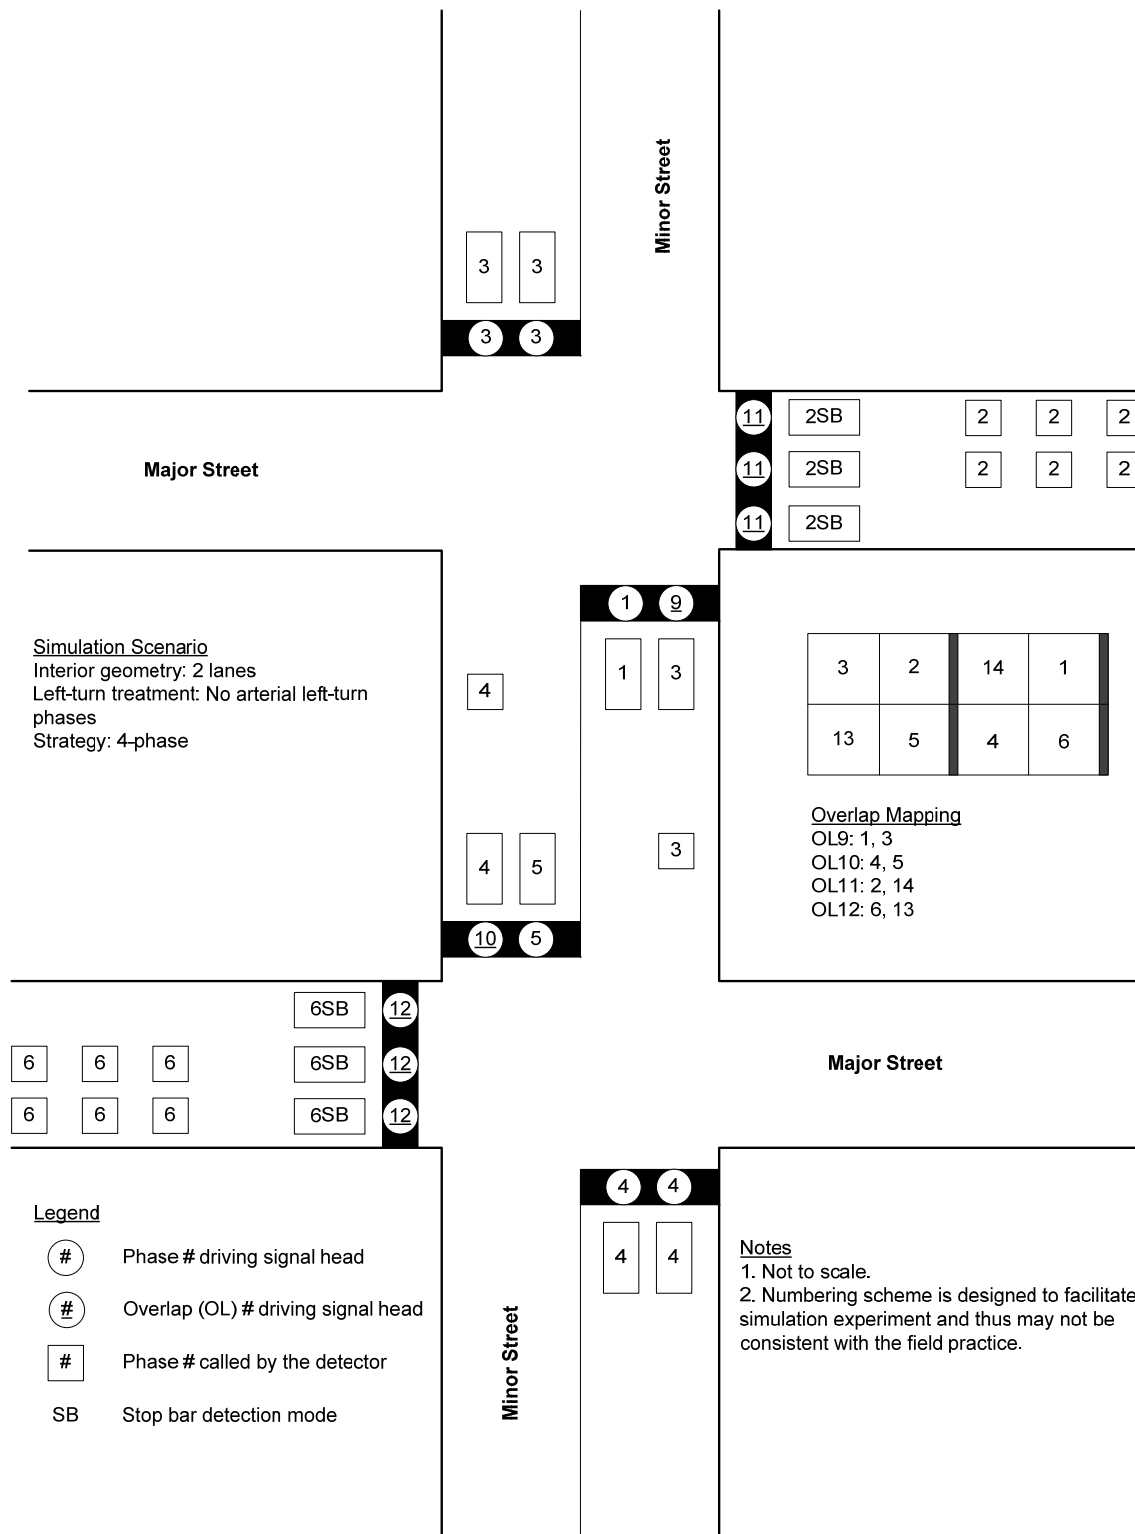 Minor Street
3 3
3 3
11 2SB 2 2 2
Major Street
11 2SB 2 2 2
11 2SB
1 9
Simulation Scenario
Interior geometry: 2 lanes
Left-turn treatment: No arterial left-turn
phases
Strategy: 4-phase
4
1 3
3 2 14 1
13 5 4 6
Overlap Mapping
OL9: 1, 3
OL10: 4, 5
OL11: 2, 14
OL12: 6, 13
3
4 5
10 5
6SB 12
6 6 6 6SB 12
Major Street
6 6 6 6SB 12
4 4
4 4
Legend
# Phase # driving signal head
# Overlap (OL) # driving signal head
# Phase # called by the detector
SB Stop bar detection mode
Minor Street
Notes
1. Not to scale.
2. Numbering scheme is designed to facilitate
simulation experiment and thus may not be
consistent with the field practice.